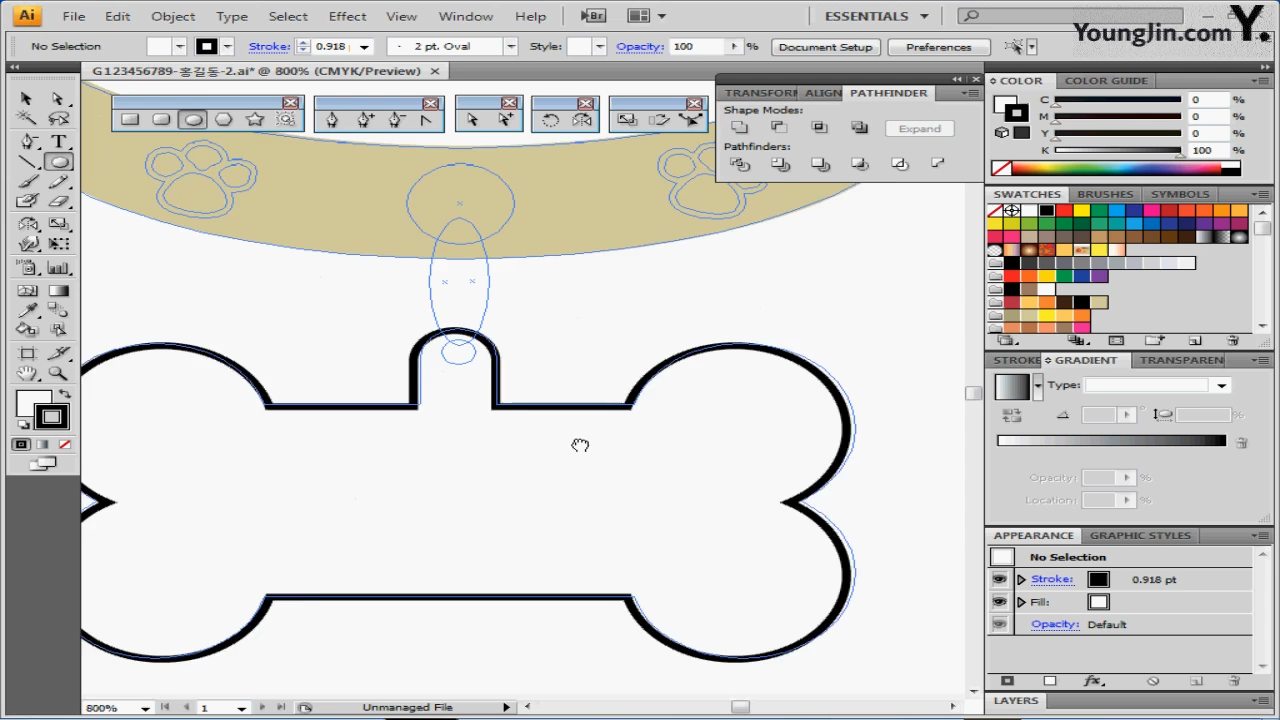 Ai File Edit Object Type Select Effect View Window Help Br ESSENTIALS
Y.
YoungJin.com
No Selection Stroke: 0.918 2 pt. Oval Style: Opacity: 100 % Document Setup Preferences
G123456789-홍길동-2.ai* @ 800% (CMYK/Preview)
TRANSFORM ALIGN PATHFINDER
Shape Modes:
Expand
Pathfinders:
COLOR COLOR GUIDE
C 0 %
M 0 %
Y 0 %
K 100 %
SWATCHES BRUSHES SYMBOLS
STROKE GRADIENT TRANSPAREN
Type:
Opacity: %
Location: %
APPEARANCE GRAPHIC STYLES
No Selection
Stroke: 0.918 pt
Fill:
Opacity: Default
fx
LAYERS
800% 1 Unmanaged File